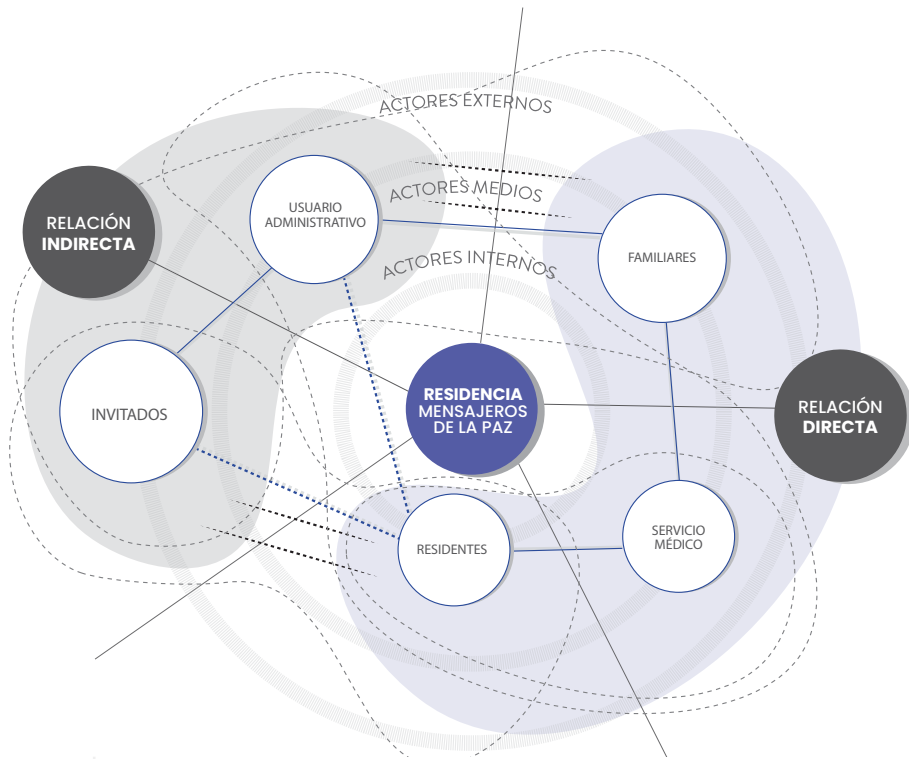 ACTORES EXTERNOS
ACTORES MEDIOS
ACTORES INTERNOS
RELACIÓN
INDIRECTA
USUARIO
ADMINISTRATIVO
FAMILIARES
INVITADOS
RESIDENCIA
MENSAJEROS
DE LA PAZ
RELACIÓN
DIRECTA
RESIDENTES
SERVICIO
MÉDICO